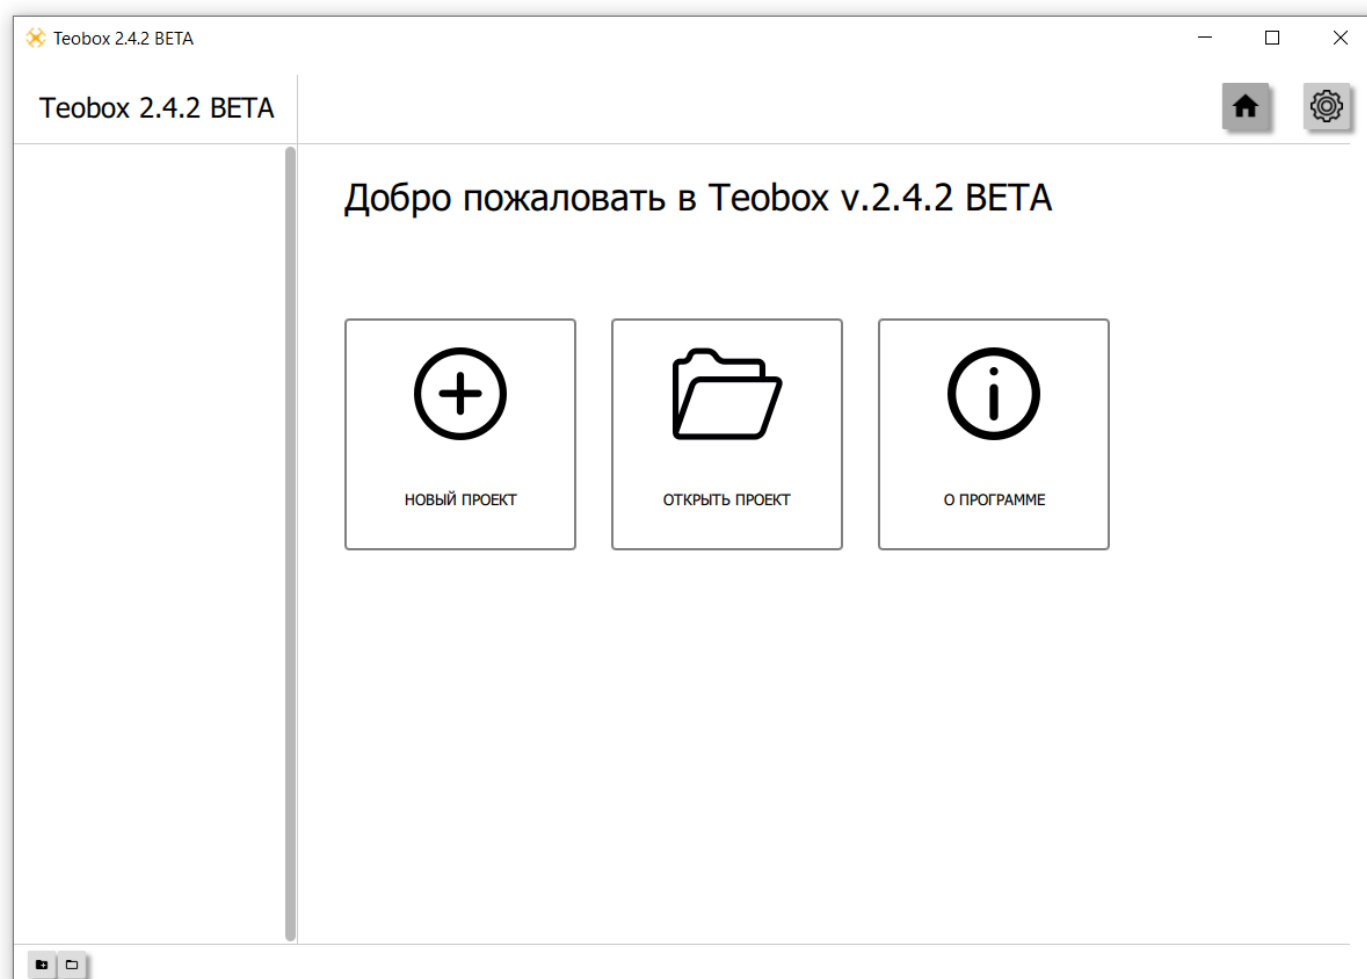 Teobox 2.4.2 BETA
Teobox 2.4.2 BETA
Добро пожаловать в Teobox v.2.4.2 BETA
НОВЫЙ ПРОЕКТ
ОТКРЫТЬ ПРОЕКТ
О ПРОГРАММЕ